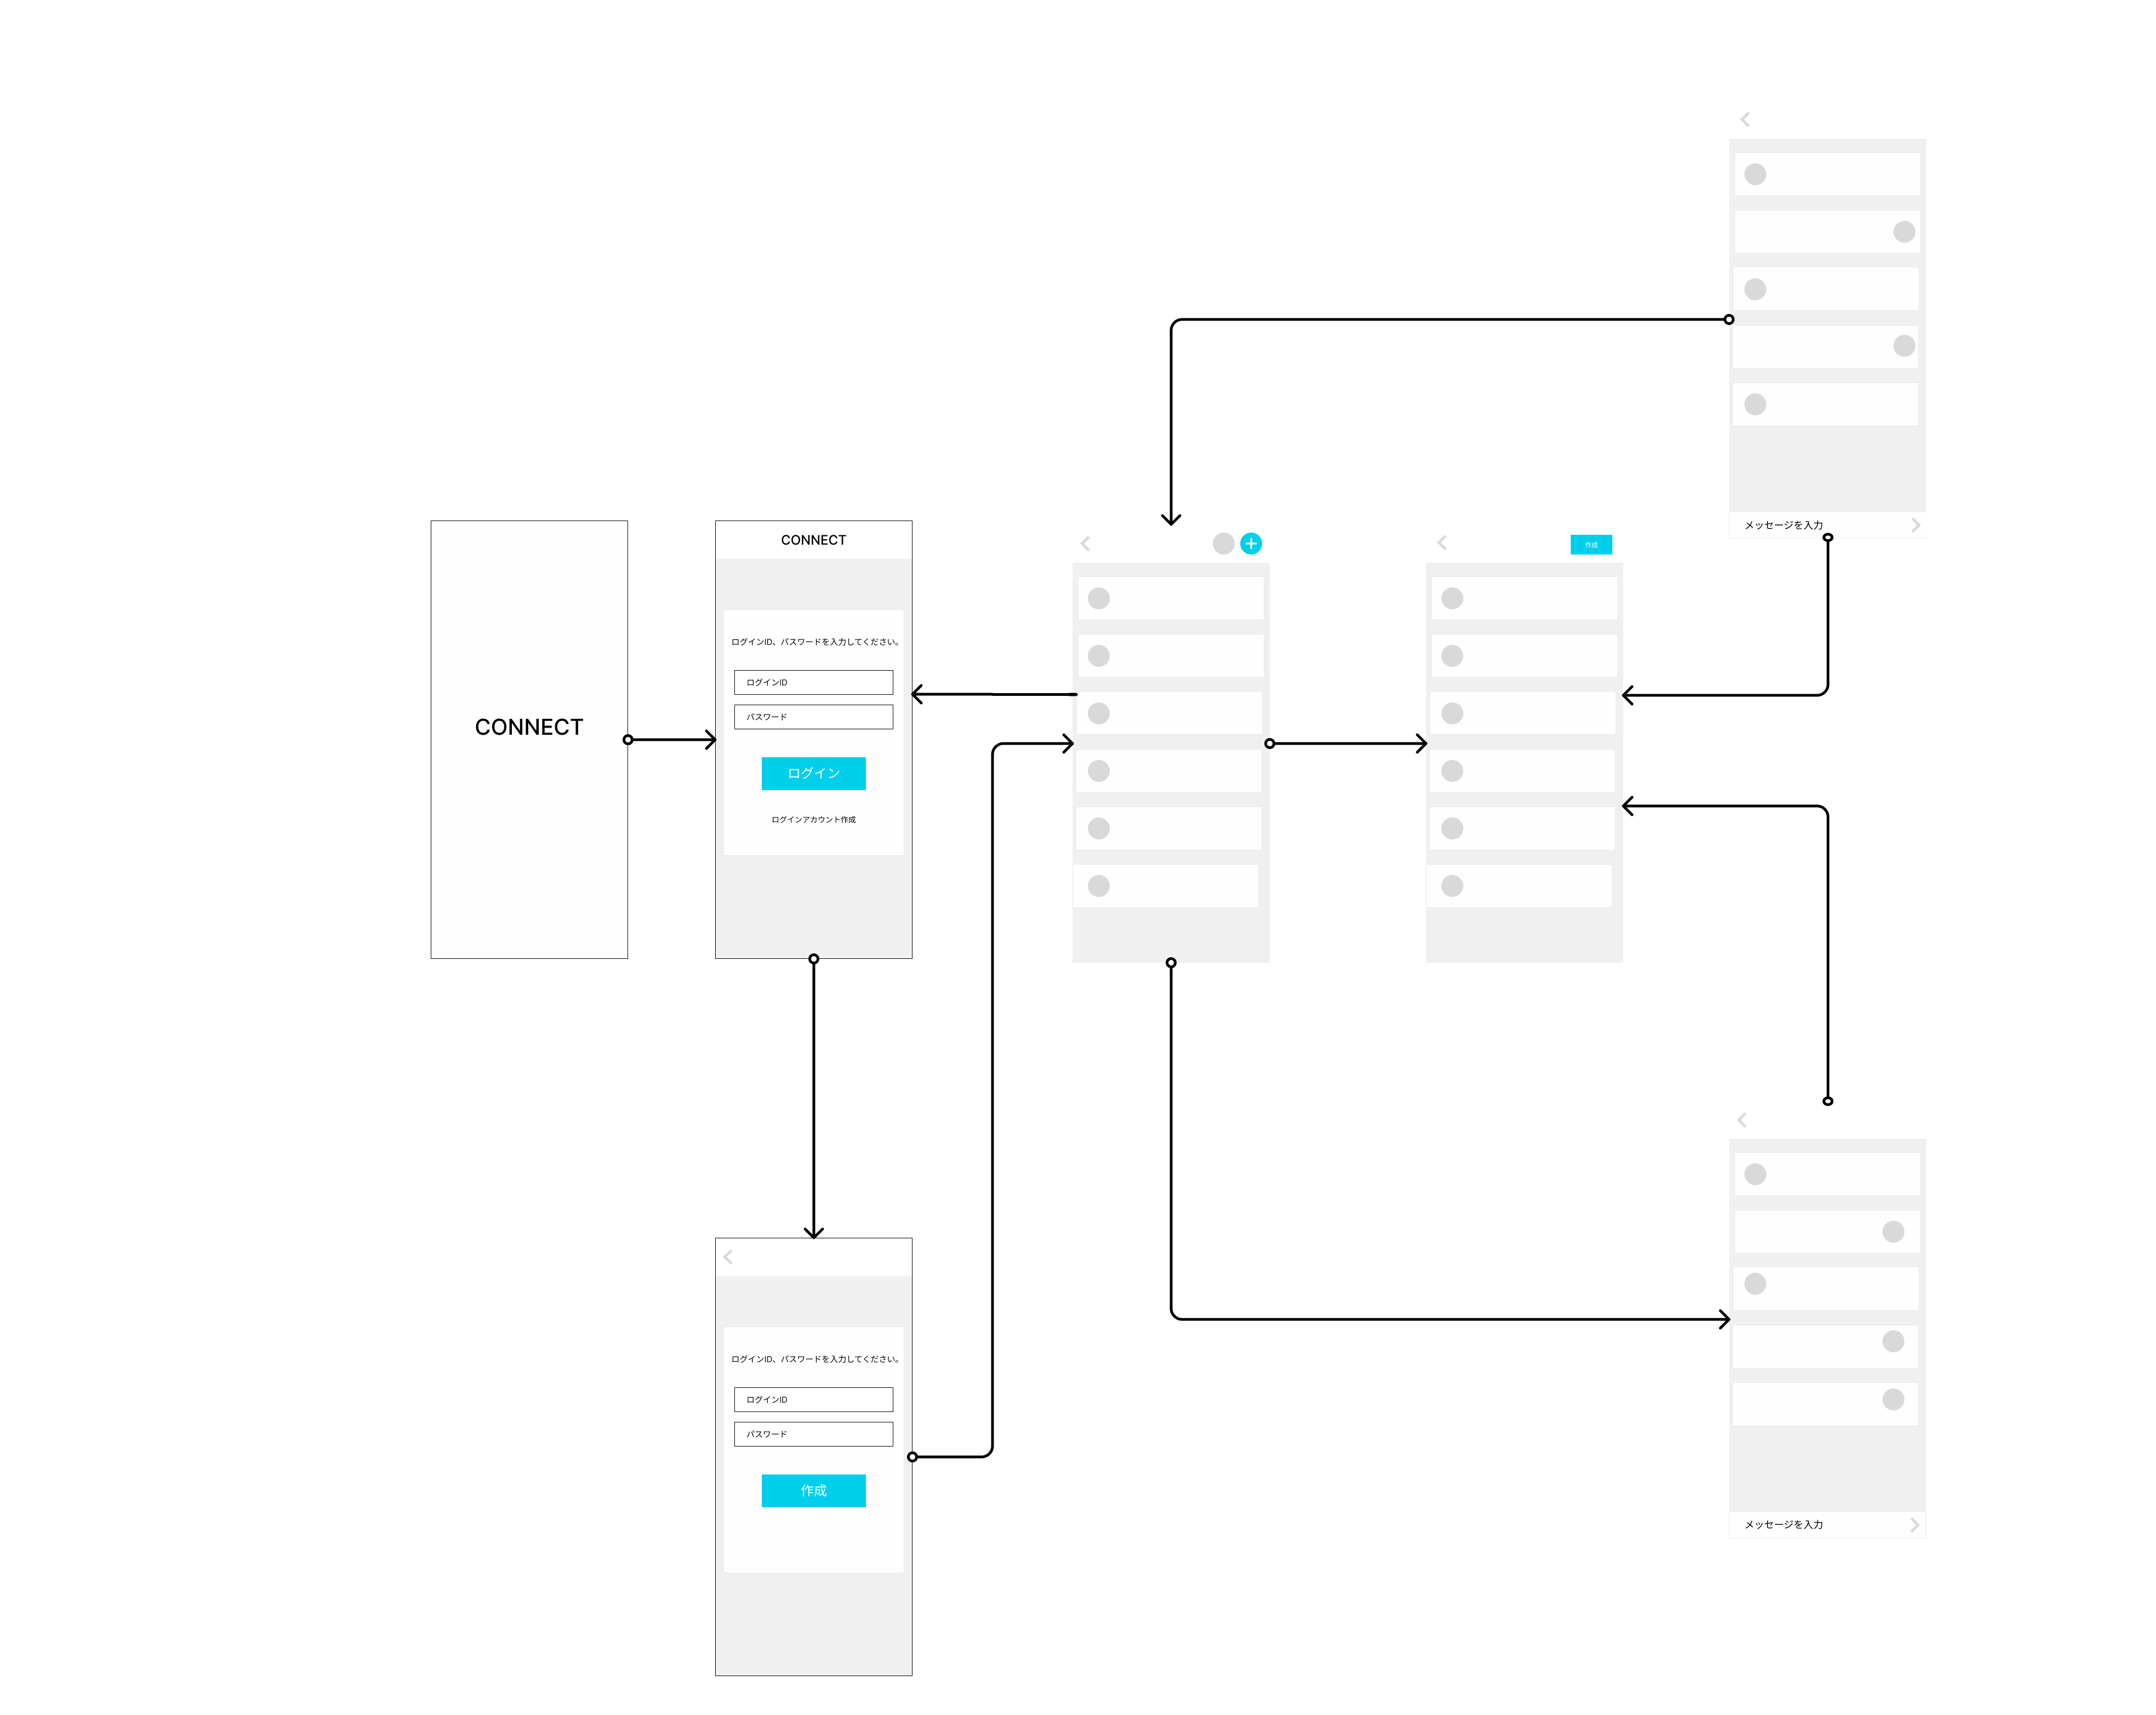 CONNECT
CONNECT
ログインID、パスワードを入力してください。
ログインID
パスワード
ログイン
ログインアカウント作成
ログインID、パスワードを入力してください。
ログインID
パスワード
作成
作成
メッセージを入力
メッセージを入力